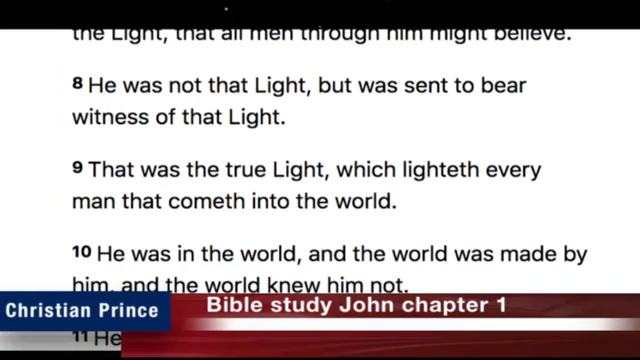 the Light, that all men through him might believe.
8 He was not that Light, but was sent to bear
witness of that Light.
9 That was the true Light, which lighteth every
man that cometh into the world.
10 He was in the world, and the world was made by
him, and the world knew him not.
Christian Prince
Bible study John chapter 1
11 He